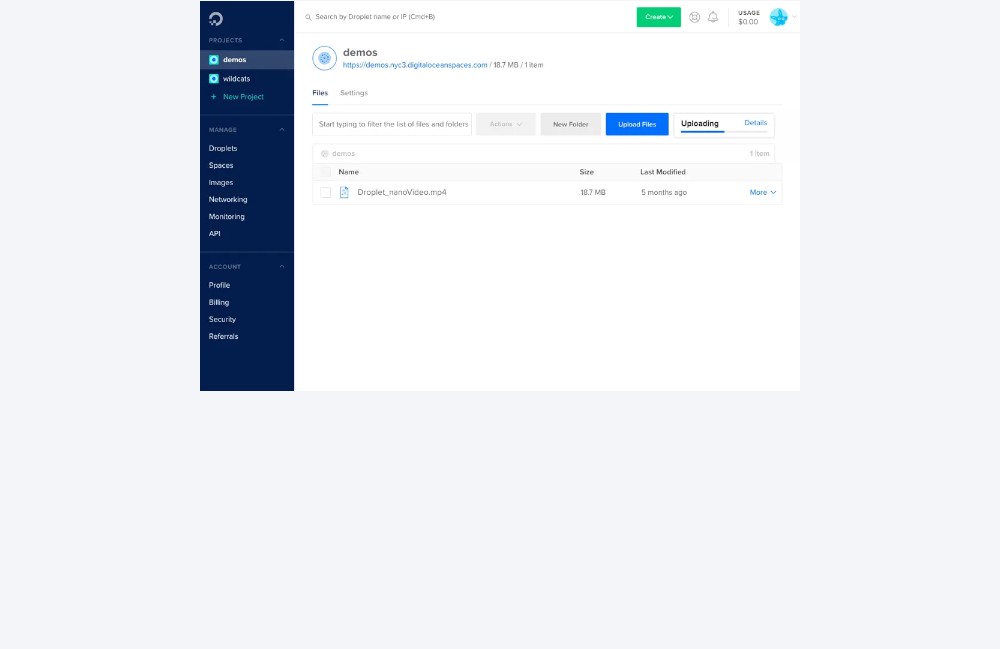 Search by Droplet name or IP (Cmd+B)
Create
USAGE
$0.00
PROJECTS
demos
wildcats
+ New Project
MANAGE
Droplets
Spaces
Images
Networking
Monitoring
API
ACCOUNT
Profile
Billing
Security
Referrals
demos
https://demos.nyc3.digitaloceanspaces.com / 18.7 MB / 1 item
Files Settings
Start typing to filter the list of files and folders
Actions
New Folder
Upload Files
Uploading
Details
demos 1 item
Name Size Last Modified
Droplet_nanoVideo.mp4 18.7 MB 5 months ago More